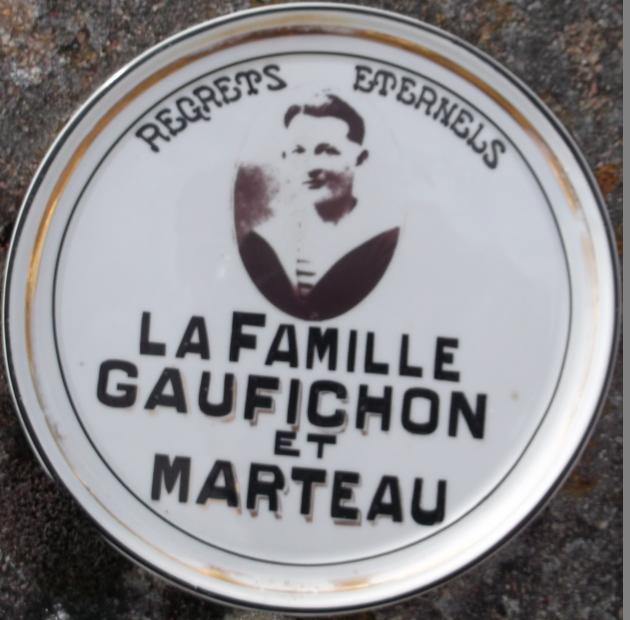 REGRETS ETERNELS
LA FAMILLE
GAUFICHON
ET
MARTEAU